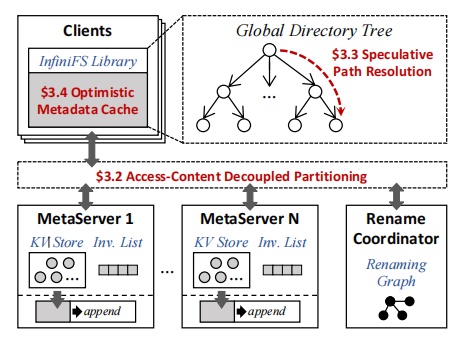 Clients
InfiniFS Library
$3.4 Optimistic
Metadata Cache
Global Directory Tree
$3.3 Speculative
Path Resolution
...
$3.2 Access-Content Decoupled Partitioning
MetaServer 1
KV Store Inv. List
...
append
...
MetaServer N
KV Store Inv. List
...
append
Rename
Coordinator
Renaming
Graph